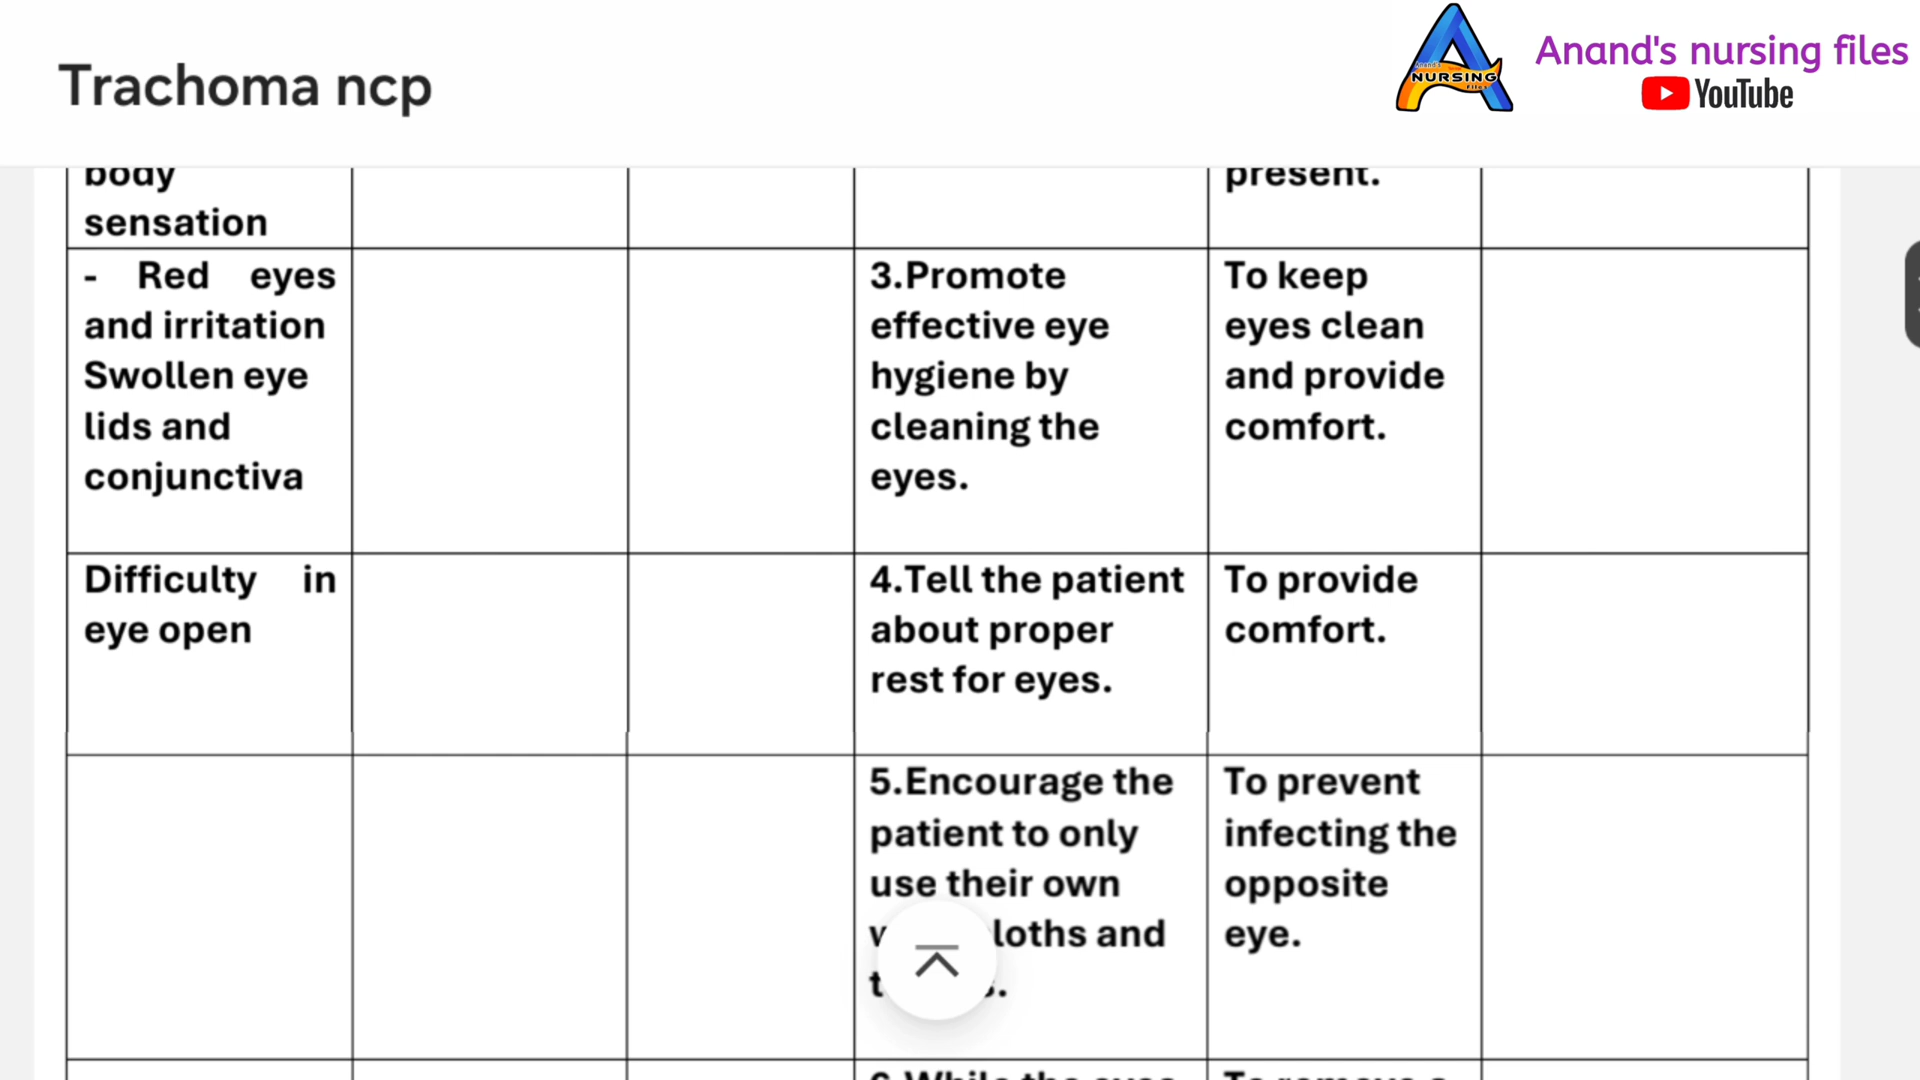 Trachoma ncp
Anand's nursing files
NURSING
YouTube
body
sensation
present.
- Red eyes
and irritation
Swollen eye
lids and
conjunctiva
3.Promote
effective eye
hygiene by
cleaning the
eyes.
To keep
eyes clean
and provide
comfort.
Difficulty in
eye open
4.Tell the patient
about proper
rest for eyes.
To provide
comfort.
5.Encourage the
patient to only
use their own
and
To prevent
infecting the
opposite
eye.